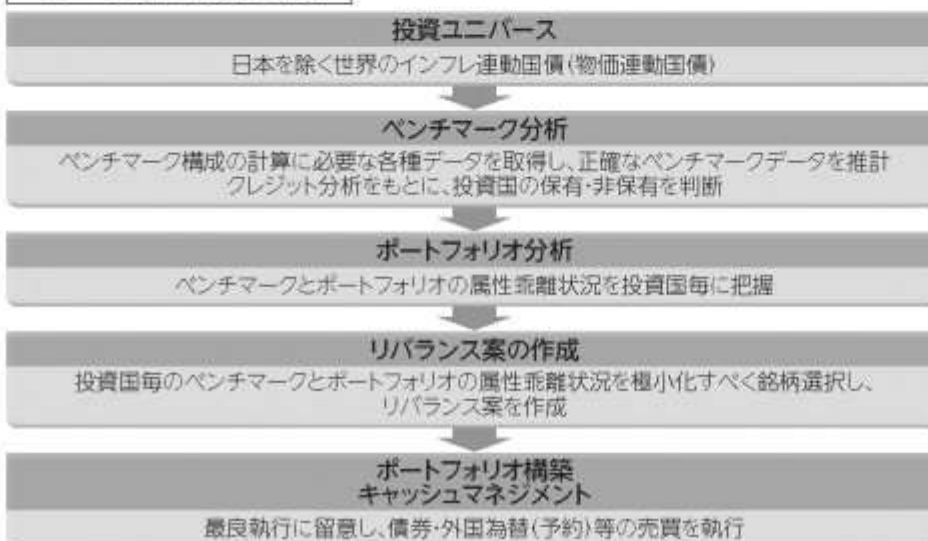 投資ユニバース
日本を除く世界のインフレ連動国債(物価連動国債)
ベンチマーク分析
ベンチマーク構成の計算に必要な各種データを取得し、正確なベンチマークデータを推計
クレジット分析をもとに、投資国の保有・非保有を判断
ポートフォリオ分析
ベンチマークとポートフォリオの属性乖離状況を投資国毎に把握
リバランス案の作成
投資国毎のベンチマークとポートフォリオの属性乖離状況を極小化すべく銘柄選択し、
リバランス案を作成
ポートフォリオ構築
キャッシュマネジメント
最良執行に留意し、債券・外国為替(予約)等の売買を執行